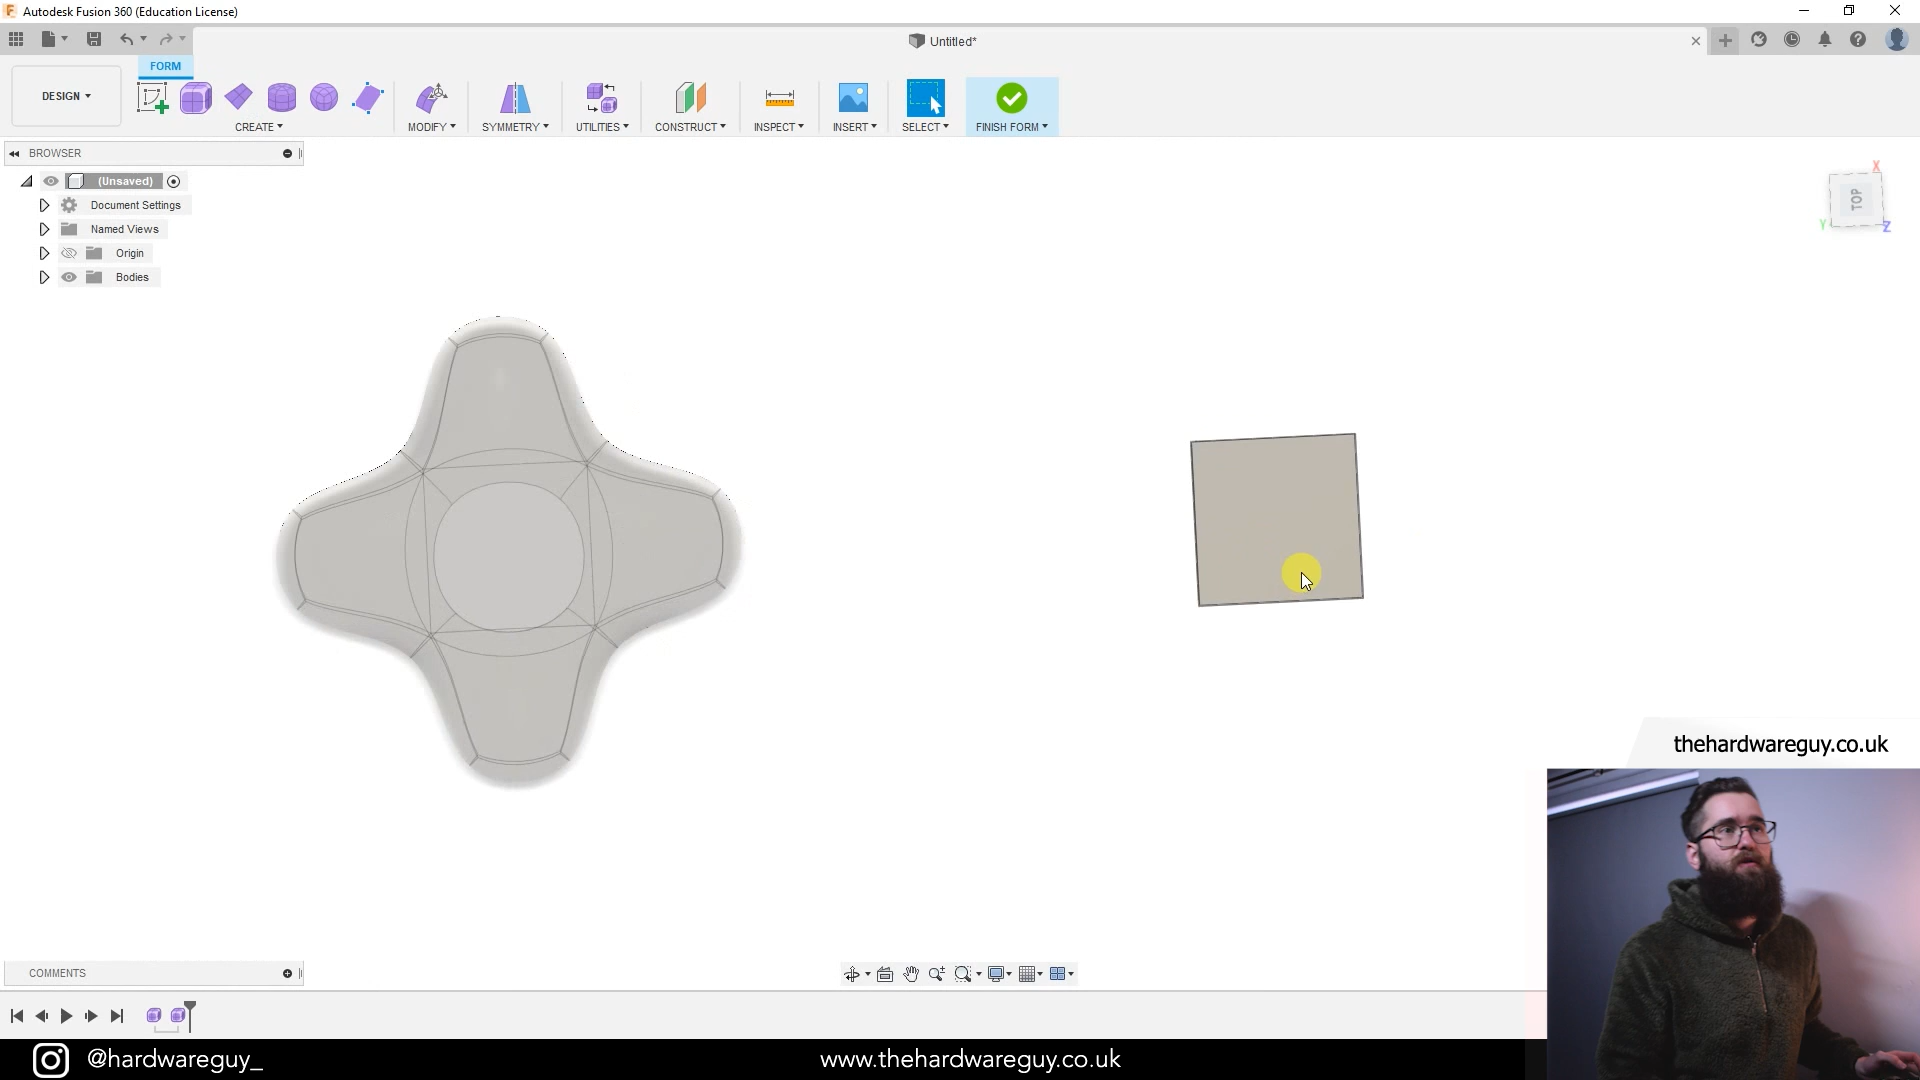 Autodesk Fusion 360 (Education License)
Untitled*
DESIGN
FORM
CREATE
MODIFY
SYMMETRY
UTILITIES
CONSTRUCT
INSPECT
INSERT
SELECT
FINISH FORM
BROWSER
(Unsaved)
Document Settings
Named Views
Origin
Bodies
X
TOP
Y
Z
thehardwareguy.co.uk
COMMENTS
@hardwareguy_
www.thehardwareguy.co.uk